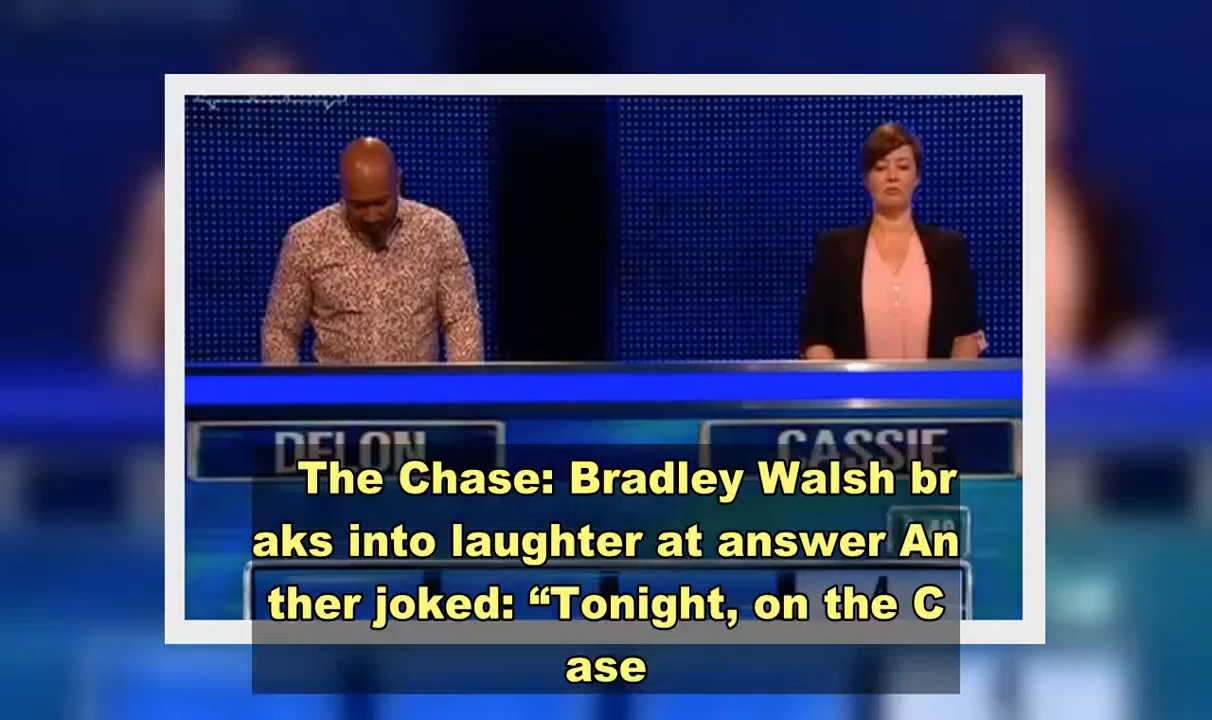 DELON
CASSIE
The Chase: Bradley Walsh br
aks into laughter at answer An
ther joked: “Tonight, on the C
ase